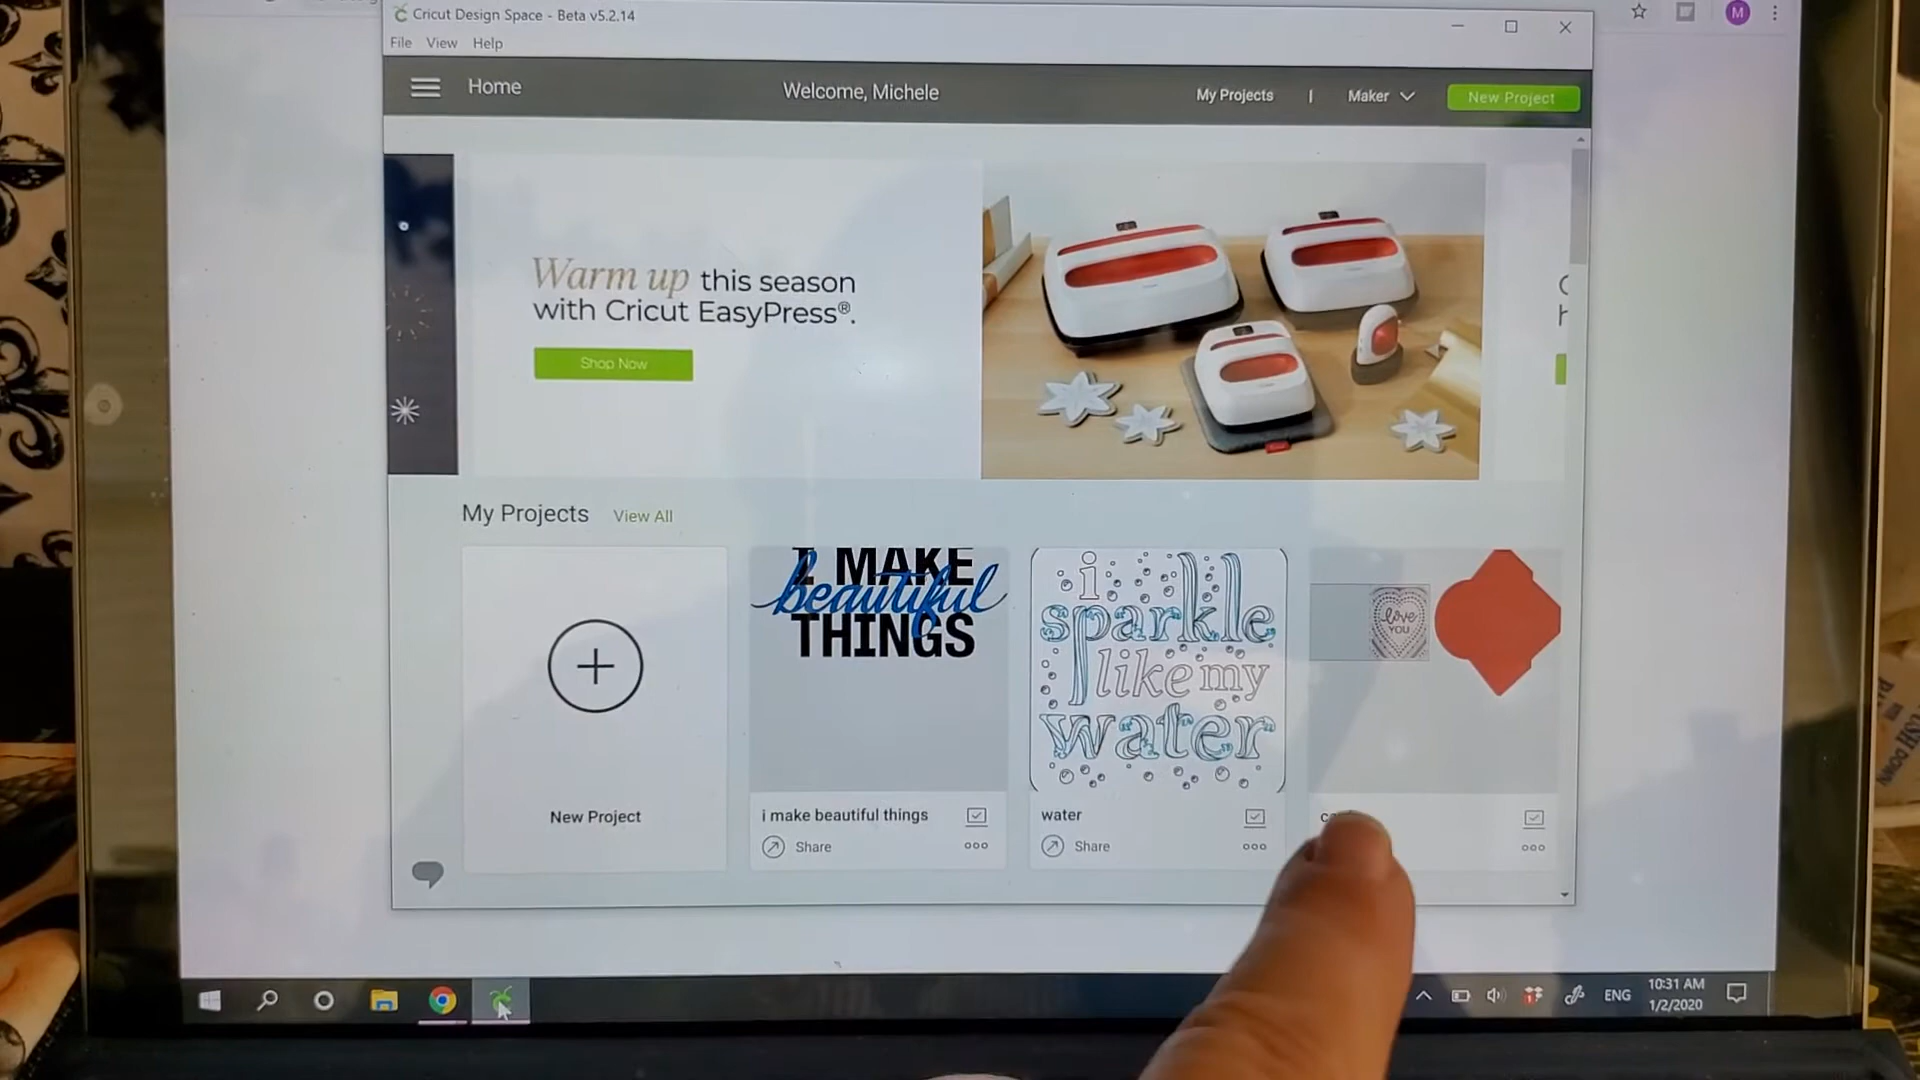 Cricut Design Space - Beta v5.2.14
File View Help
Home
Welcome, Michele
My Projects | Maker
New Project
M
Warm up this season
with Cricut EasyPress®.
Shop Now
My Projects View All
New Project
I MAKE
beautiful
THINGS
i make beautiful things
Share
i
sparkle
like my
water
water
Share
love
YOU
10:31 AM
ENG
1/2/2020